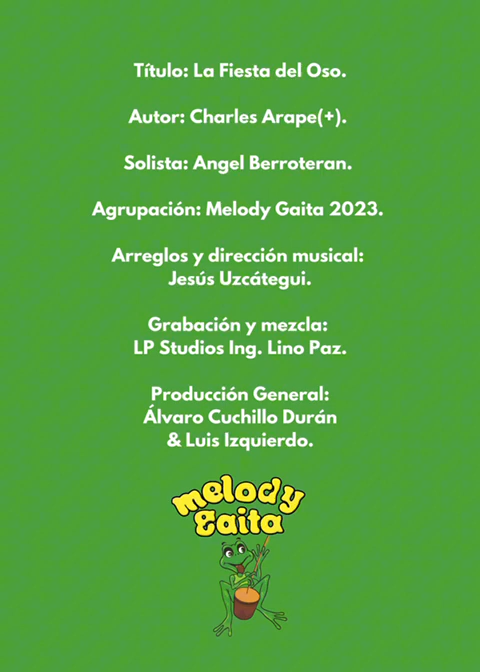 Título: La Fiesta del Oso.
Autor: Charles Arape(+).
Solista: Angel Berroteran.
Agrupación: Melody Gaita 2023.
Arreglos y dirección musical:
Jesús Uzcátegui.
Grabación y mezcla:
LP Studios Ing. Lino Paz.
Producción General:
Álvaro Cuchillo Durán
& Luis Izquierdo.
melody
Gaita